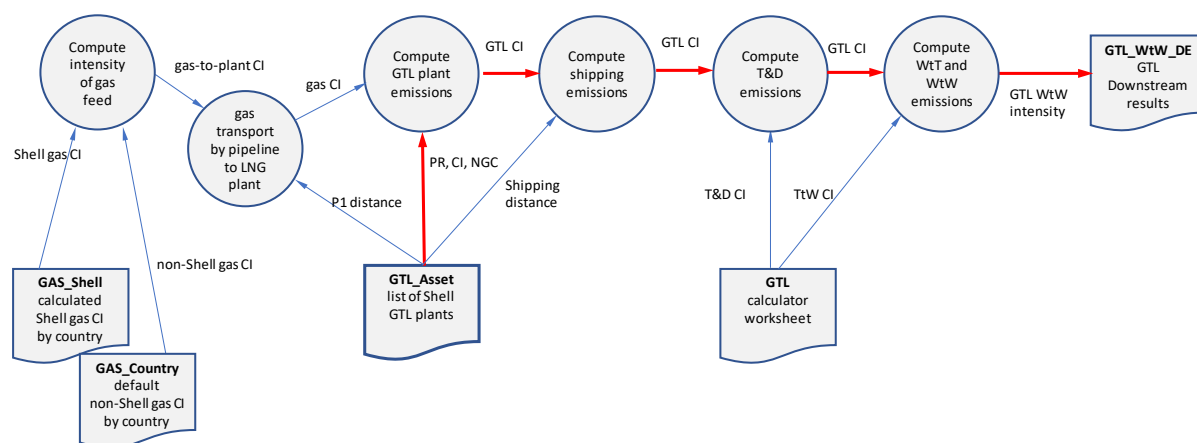 Compute
intensity
of gas
feed
gas-to-plant CI
gas
transport
by pipeline
to LNG
plant
gas CI
Compute
GTL plant
emissions
GTL CI
Compute
shipping
emissions
GTL CI
Compute
T&D
emissions
GTL CI
Compute
WtT and
WtW
emissions
GTL WtW
intensity
GTL_WtW_DE
GTL
Downstream
results
Shell gas CI
non-Shell gas CI
P1 distance
PR, CI, NGC
Shipping
distance
T&D CI
TtW CI
GAS_Shell
calculated
Shell gas CI
by country
GAS_Country
default
non-Shell gas CI
by country
GTL_Asset
list of Shell
GTL plants
GTL
calculator
worksheet